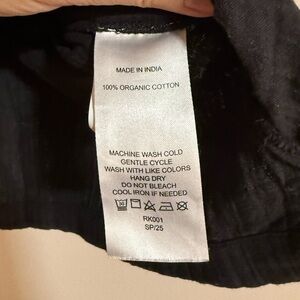 MADE IN INDIA
100% ORGANIC COTTON
MACHINE WASH COLD
GENTLE CYCLE
WASH WITH LIKE COLORS
HANG DRY
DO NOT BLEACH
COOL IRON IF NEEDED
RK001
SP/25